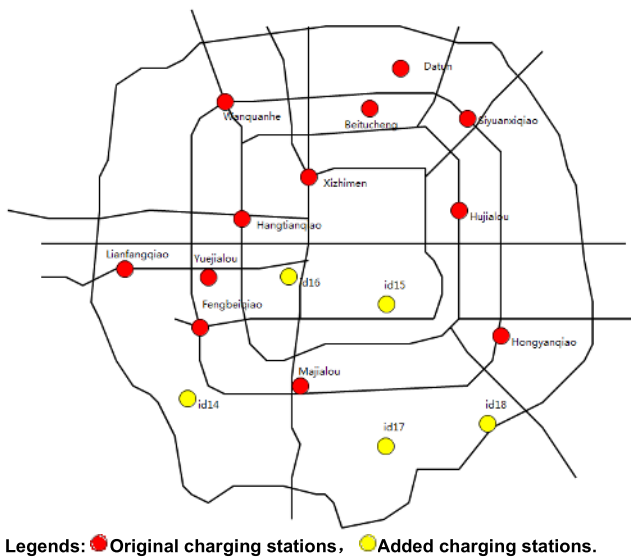 Datun
Wanquanhe
Beitucheng
Siyuanxiqiao
Xizhimen
Hangtianqiao
Hujialou
Lianfangqiao
Yuejialou
id16
id15
Fengbeiqiao
Hongyanqiao
Majialou
id14
id18
id17
Legends: Original charging stations, Added charging stations.